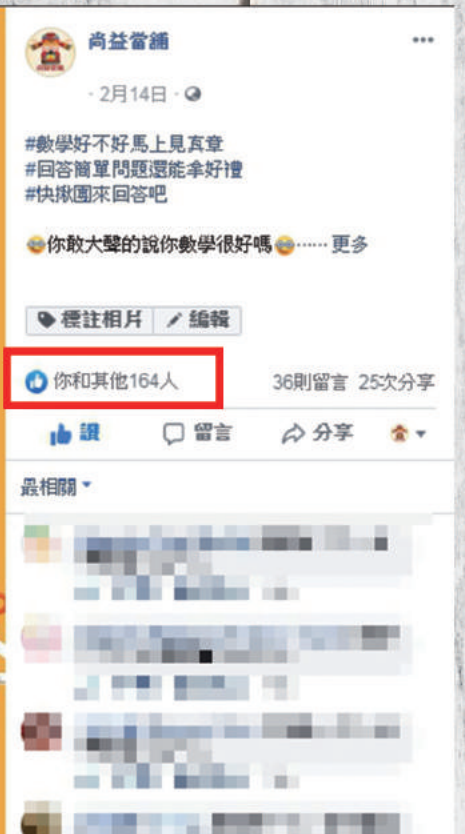 尚益當舖
· 2月14日 ·
#數學好不好馬上見真章
#回答簡單問題還能拿好禮
#快揪團來回答吧
你敢大聲的說你數學很好嗎 ······ 更多
標註相片 編輯
你和其他164人 36則留言 25次分享
讚 留言 分享
最相關